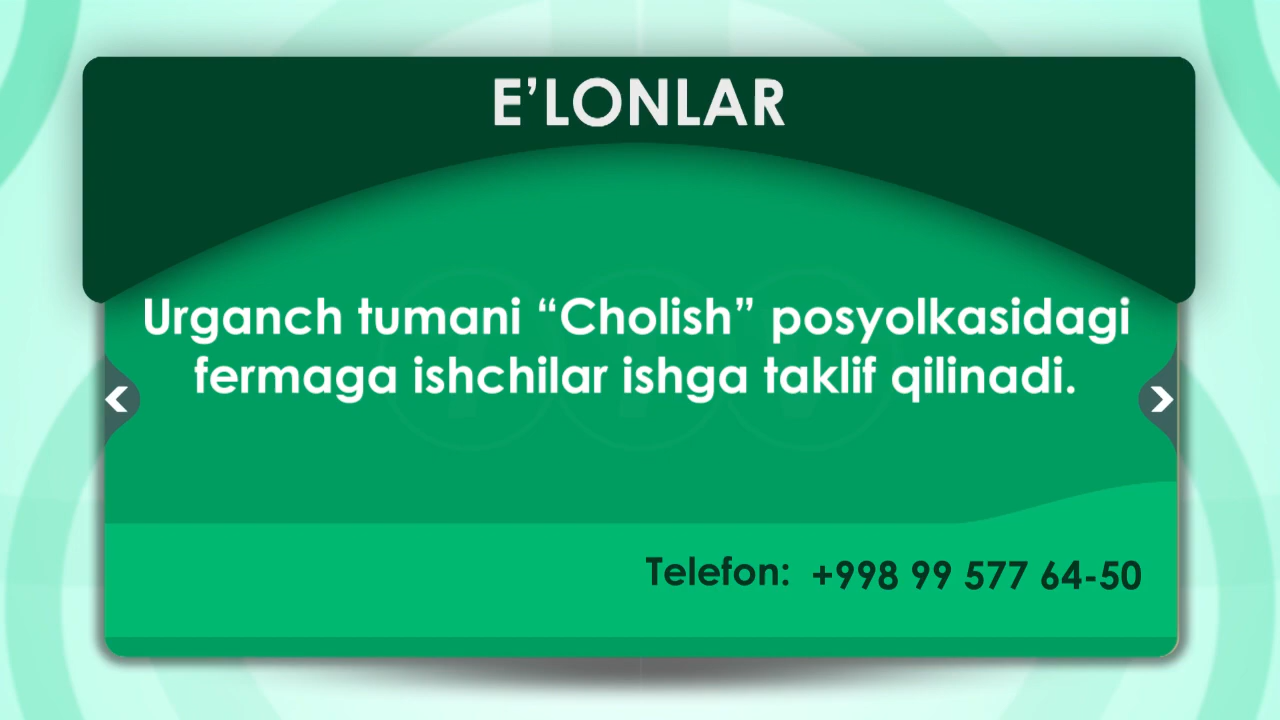 E’LONLAR
Urganch tumani “Cholish” posyolkasidagi
fermaga ishchilar ishga taklif qilinadi.
Telefon: +998 99 577 64-50